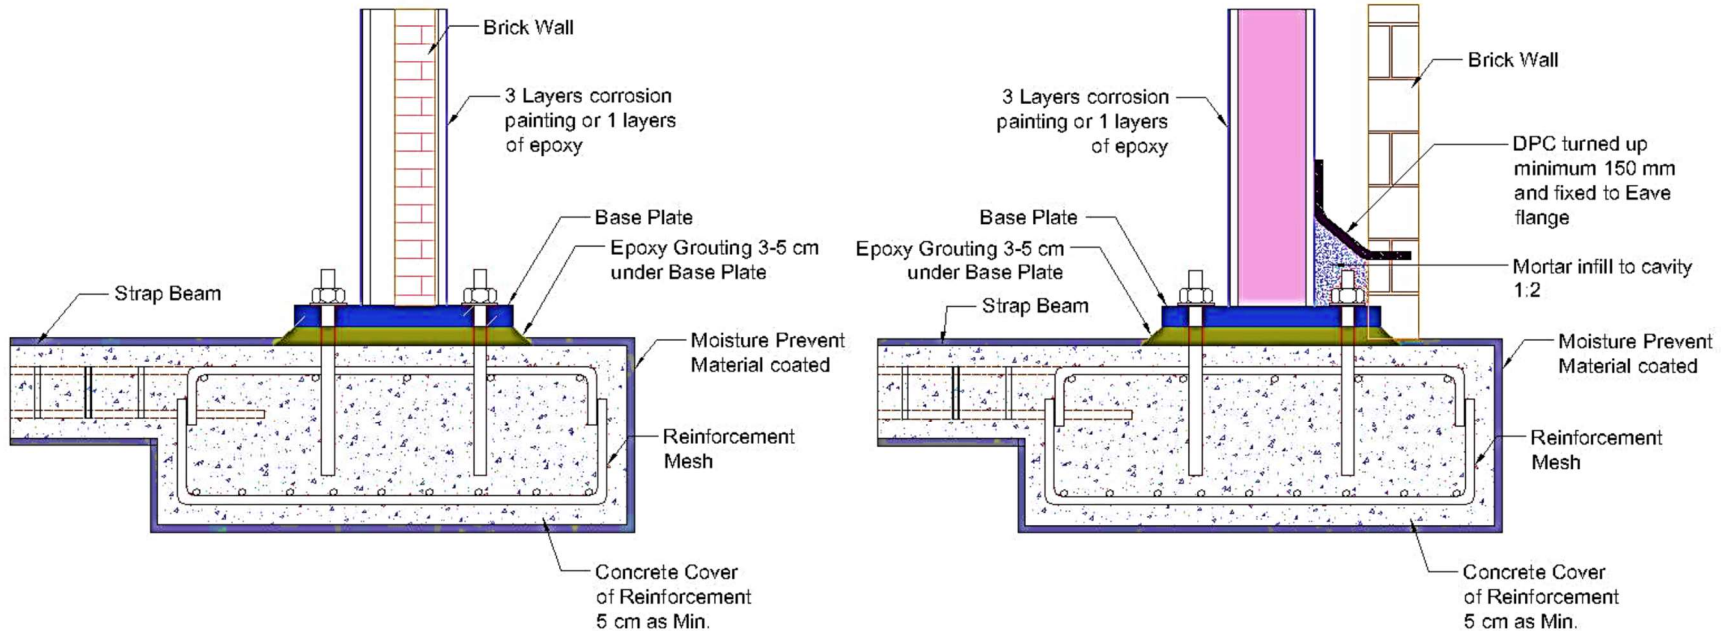 Brick Wall
3 Layers corrosion
painting or 1 layers
of epoxy
Base Plate
Epoxy Grouting 3-5 cm
under Base Plate
Strap Beam
Moisture Prevent
Material coated
Reinforcement
Mesh
Concrete Cover
of Reinforcement
5 cm as Min.
Brick Wall
3 Layers corrosion
painting or 1 layers
of epoxy
DPC turned up
minimum 150 mm
and fixed to Eave
flange
Base Plate
Epoxy Grouting 3-5 cm
under Base Plate
Mortar infill to cavity
1:2
Strap Beam
Moisture Prevent
Material coated
Reinforcement
Mesh
Concrete Cover
of Reinforcement
5 cm as Min.